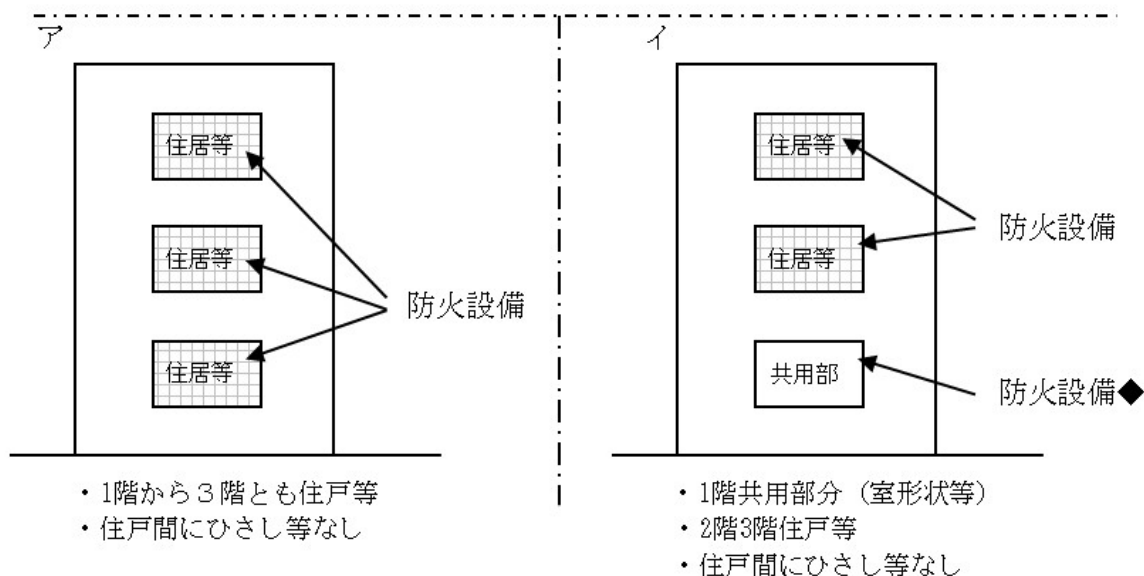 ア
住居等
住居等
住居等
防火設備
・1階から３階とも住戸等
・住戸間にひさし等なし
イ
住居等
住居等
共用部
防火設備
防火設備◆
・1階共用部分（室形状等）
・2階3階住戸等
・住戸間にひさし等なし